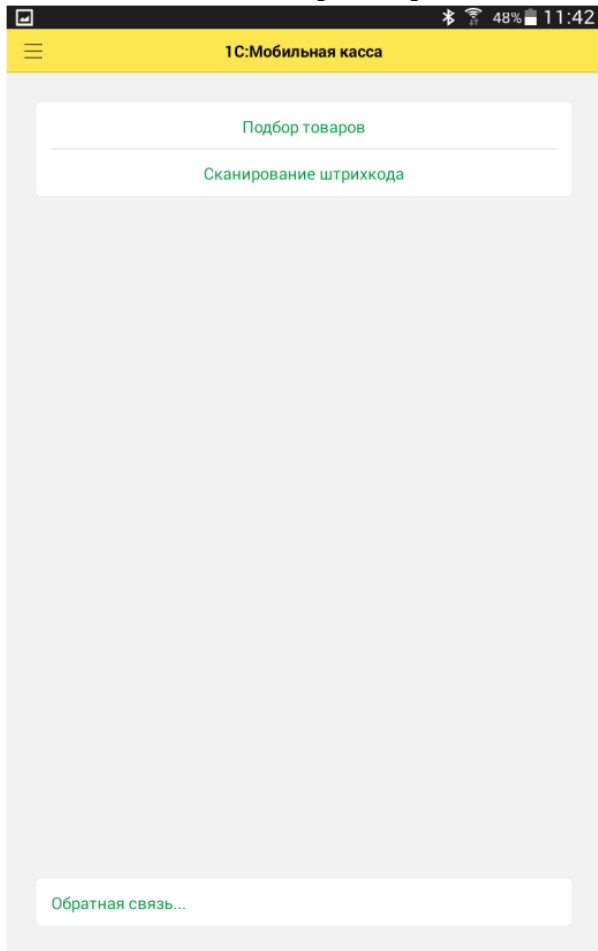 48% 11:42
1С:Мобильная касса
Подбор товаров
Сканирование штрихкода
Обратная связь...